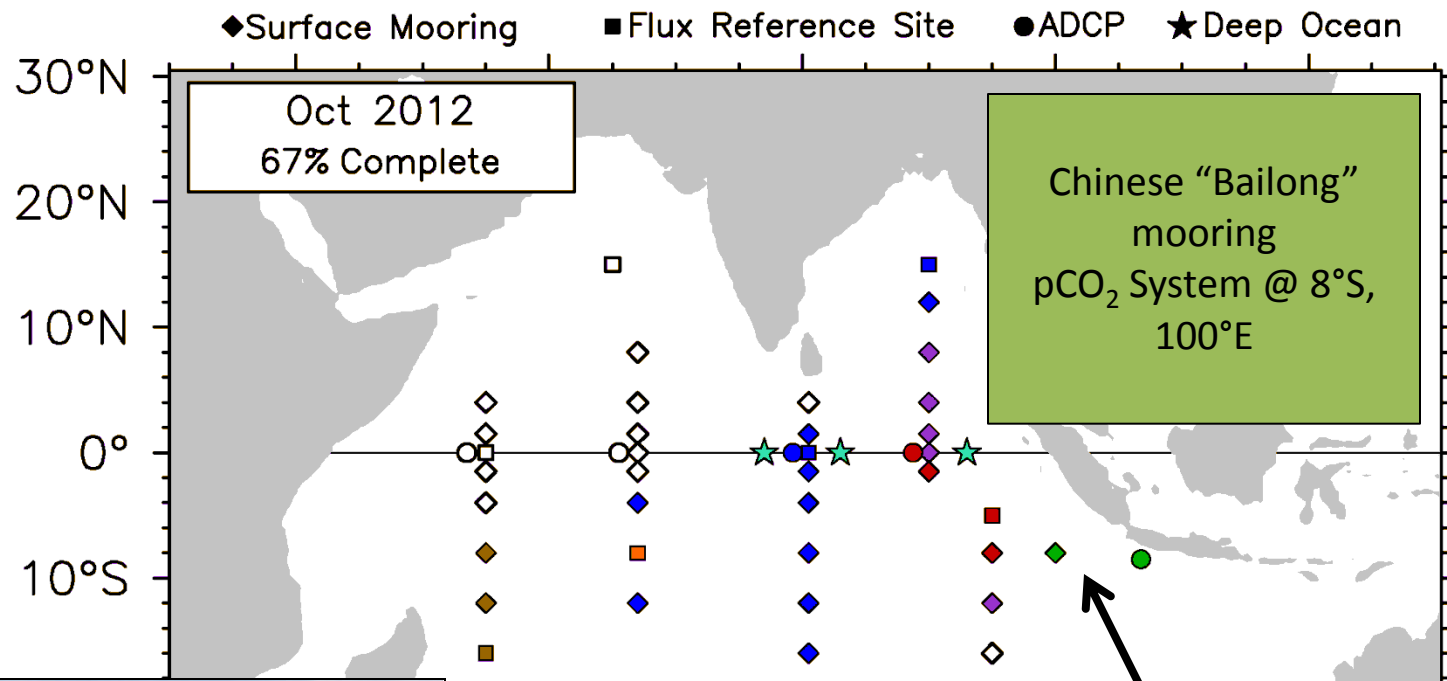 ◆Surface Mooring ■Flux Reference Site ●ADCP ★Deep Ocean
30°N
Oct 2012
67% Complete
Chinese “Bailong”
mooring
pCO₂ System @ 8°S,
100°E
20°N
10°N
0°
10°S